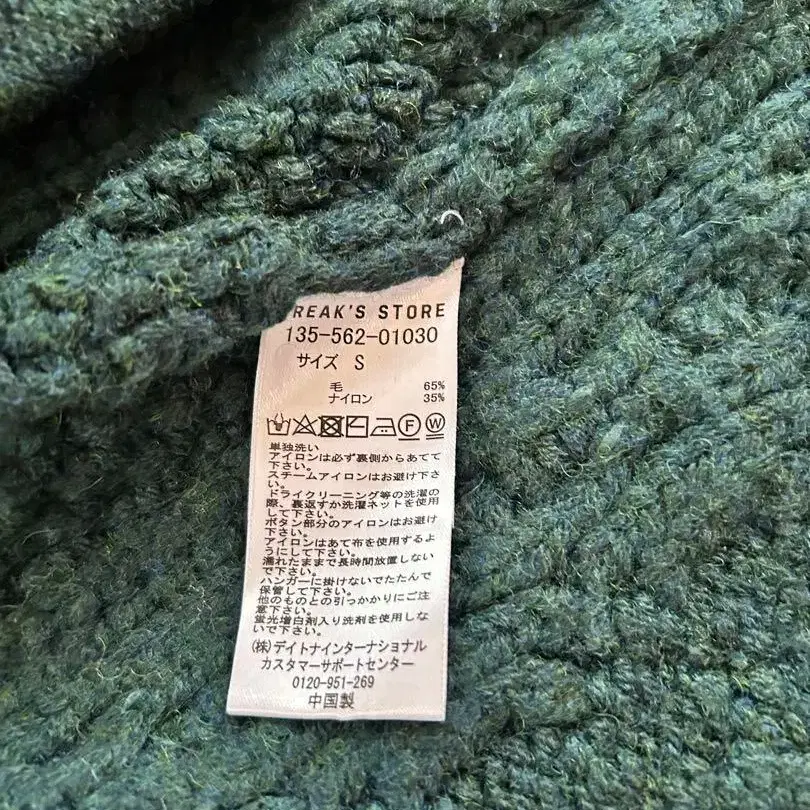 REAK'S STORE
135-562-01030
サイズ S
毛 65%
ナイロン 35%
F W
単独洗い
アイロンは必ず裏側からあてて
下さい。
スチームアイロンはお避け下さ
い。
ドライクリーニング等の洗濯の
際、裏返すか洗濯ネットを使用
して下さい。
ボタン部分のアイロンはお避け
下さい。
アイロンはあて布を使用するよ
うにして下さい。
濡れたままで長時間放置しない
で下さい。
ハンガーに掛けないでたたんで
保管して下さい。
他のものとの引っかかりにご注
意下さい。
蛍光増白剤入り洗剤を使用しな
いで下さい。
(株)デイトナインターナショナル
カスタマーサポートセンター
0120-951-269
中国製